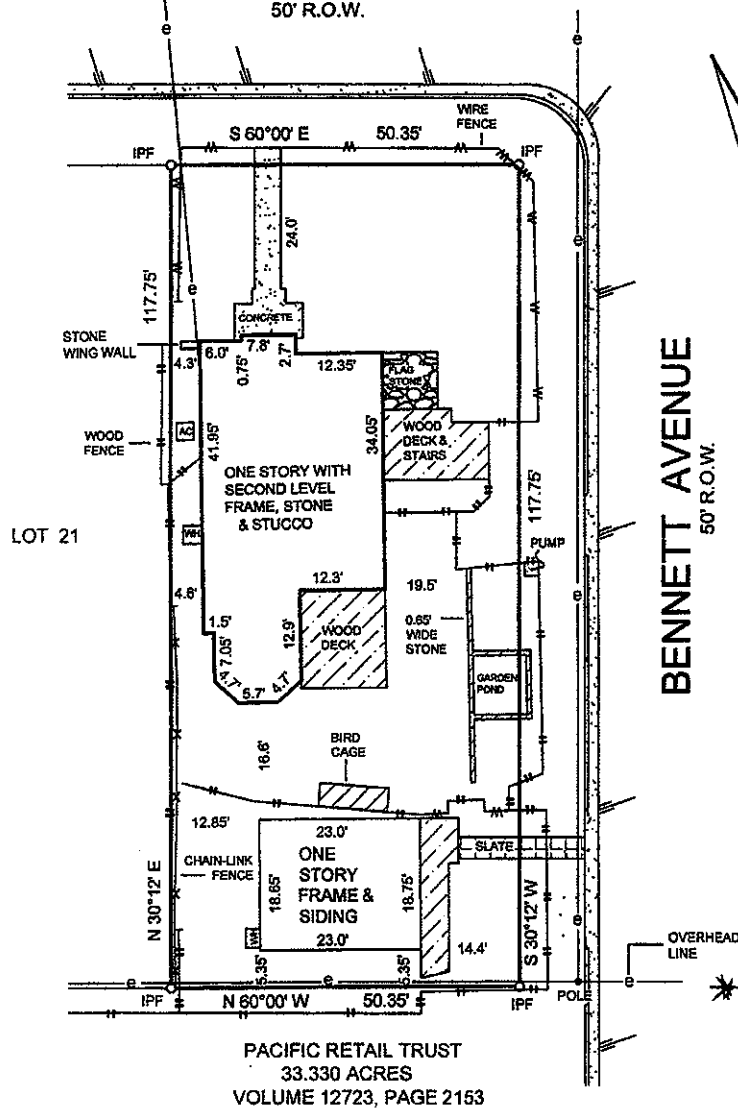 50' R.O.W.
e
e
WIRE
FENCE
S 60°00' E 50.35'
IPF
IPF
24.0'
117.75'
e
e
CONCRETE
STONE
WING WALL
4.3'
6.0'
7.8'
0.75'
2.7'
12.35'
FLAG
STONE
WOOD
DECK &
STAIRS
34.05'
AC
41.95'
WOOD
FENCE
ONE STORY WITH
SECOND LEVEL
FRAME, STONE
& STUCCO
BENNETT AVENUE
50' R.O.W.
117.75'
LOT 21
WH
PUMP
4.6'
12.3'
19.5'
e
0.65'
WIDE
STONE
1.5'
7.05'
12.9'
WOOD
DECK
4.7'
5.7'
4.7'
GARDEN
POND
16.6'
BIRD
CAGE
12.85'
23.0'
CHAIN-LINK
FENCE
ONE
STORY
FRAME &
SIDING
18.65'
18.75'
SLATE
N 30°12' E
S 30°12' W
WH
23.0'
14.4'
5.35'
5.35'
e
OVERHEAD
LINE
e
e
e
IPF
N 60°00' W 50.35'
IPF
POLE
PACIFIC RETAIL TRUST
33.330 ACRES
VOLUME 12723, PAGE 2153